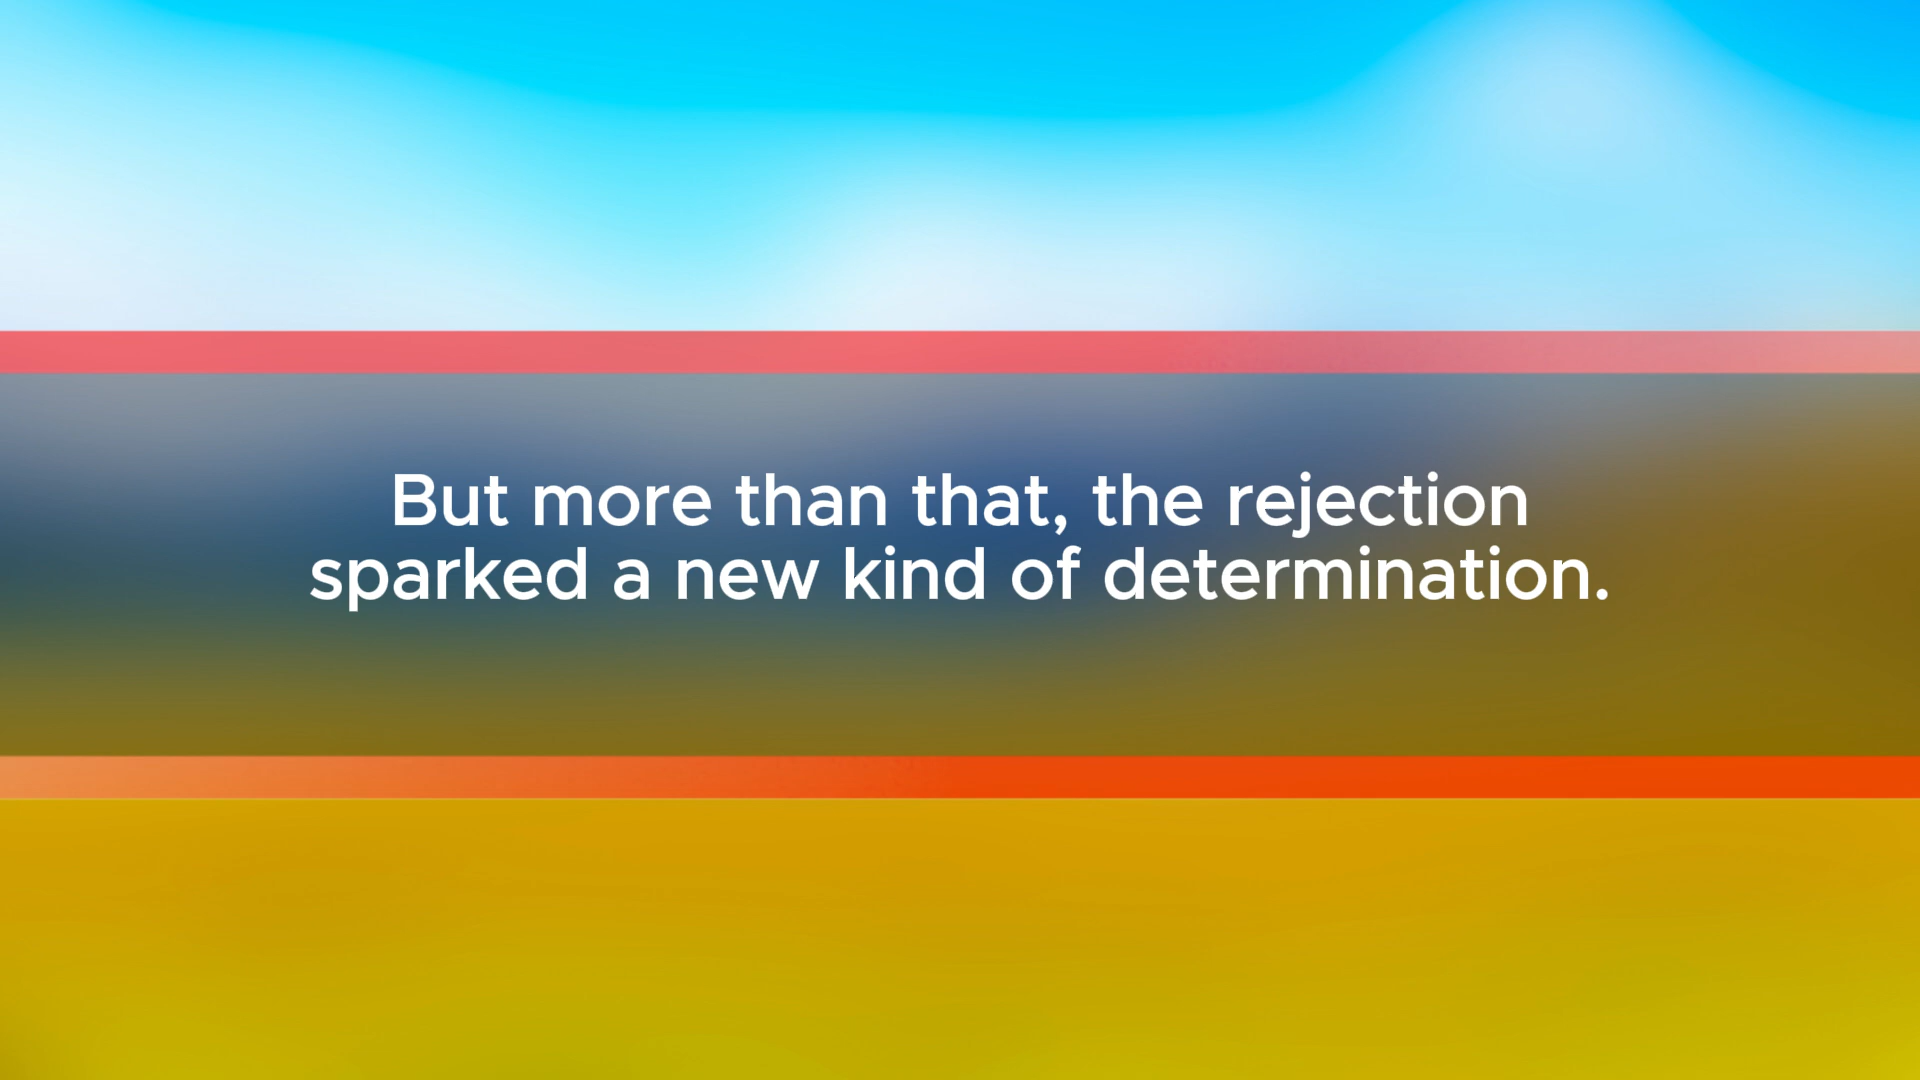 But more than that, the rejection
sparked a new kind of determination.